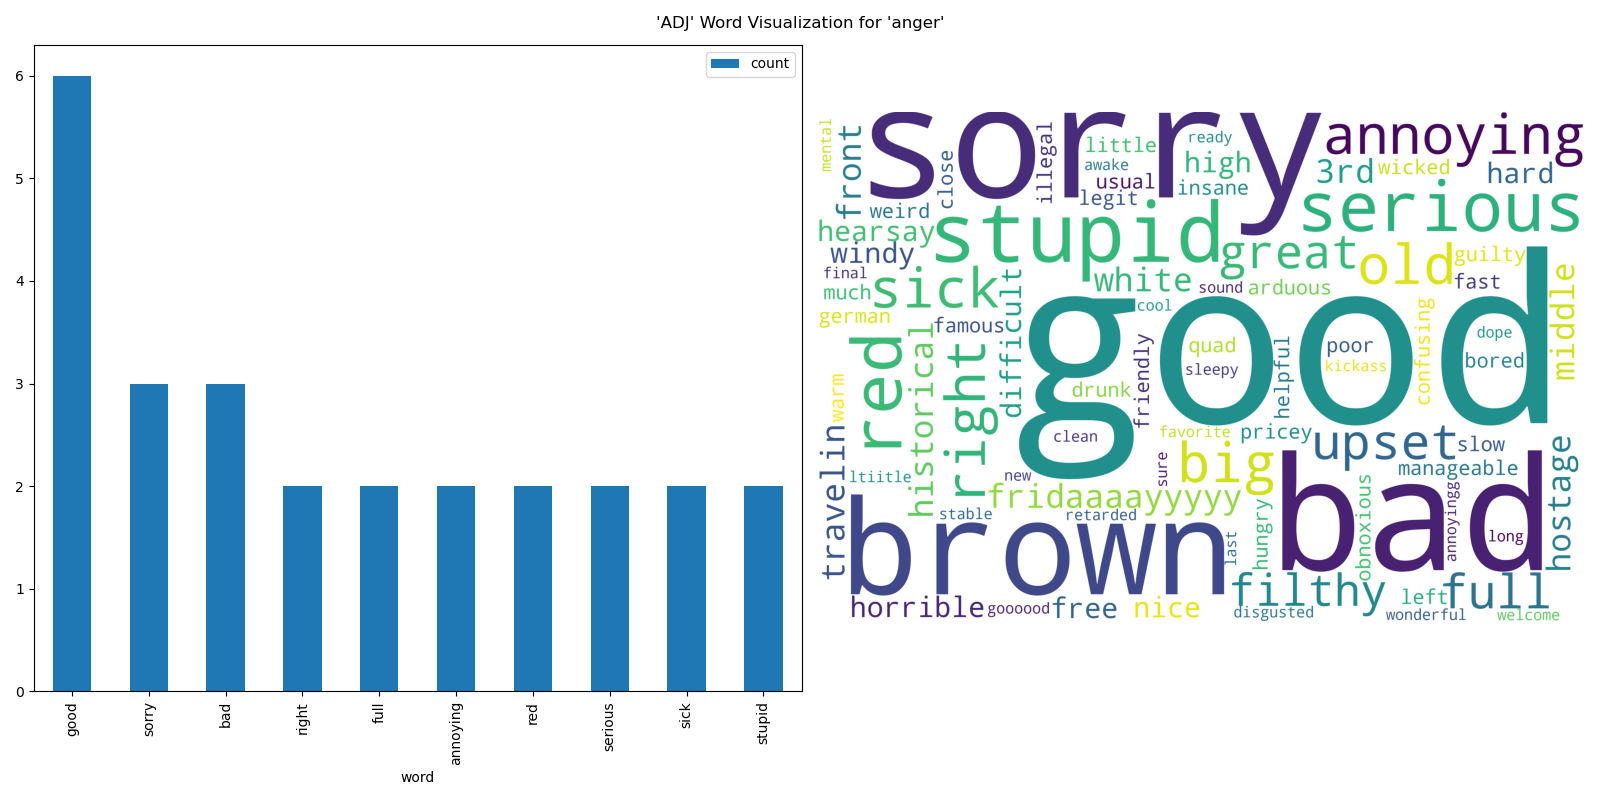 'ADJ' Word Visualization for 'anger'
count
6
5
4
3
2
1
0
good
sorry
bad
right
full
annoying
red
serious
sick
stupid
word
sorry
annoying
mental
front
close
illegal
little
ready
awake
high
3rd
wicked
hard
usual
insane
legit
weird
serious
stupid
hearsay
windy
great
old
guilty
final
sick
white
sound
arduous
fast
much
difficult
cool
middle
german
famous
good
dope
red
historical
right
friendly
quad
helpful
poor
confusing
bored
sleepy
kickass
warm
drunk
clean
favorite
pricey
upset
slow
travelin
ltiitle
new
sure
big
manageable
hostage
fridaaaayyyyy
bad
stable
retarded
brown
last
hungry
obnoxious
annoyingg
long
filthy
left
full
horrible
goooood
free
nice
disgusted
wonderful
welcome